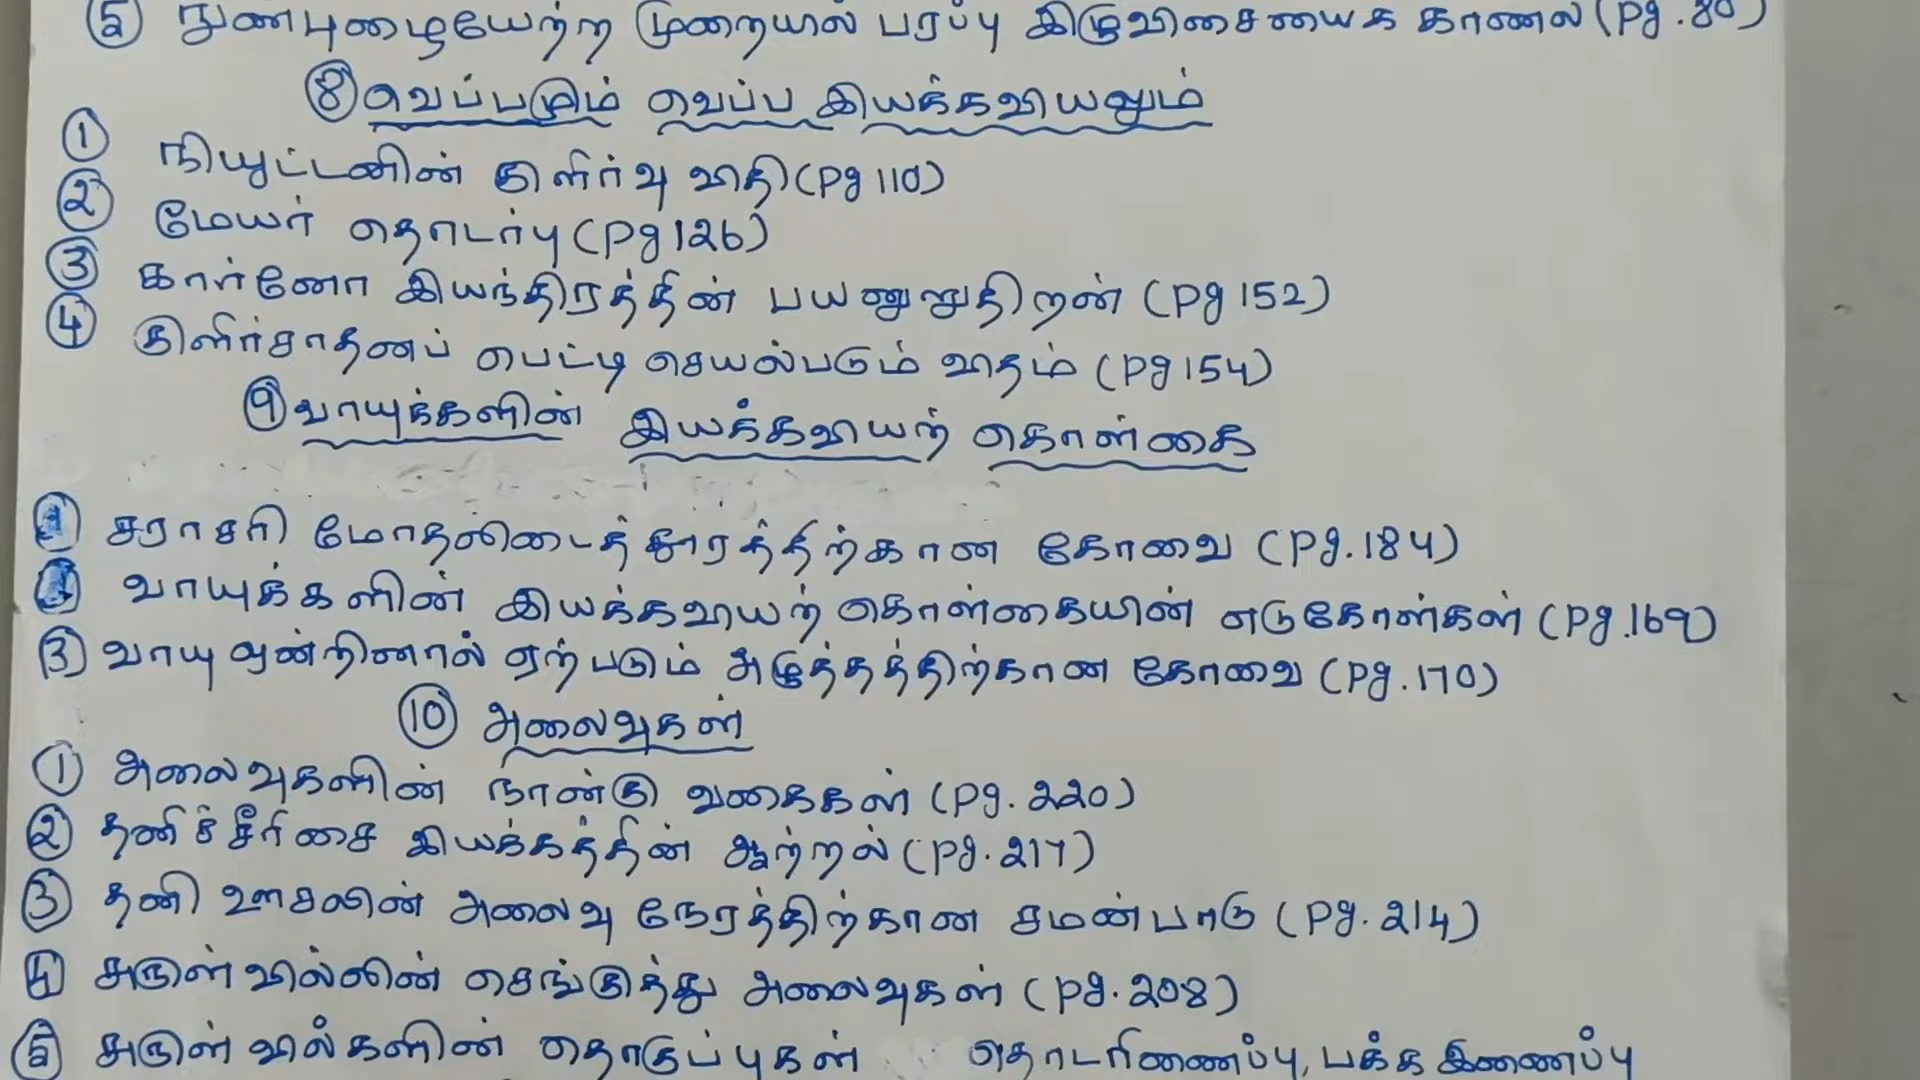 ⑤ நுண்புழையேற்ற முறையில் பரப்பு இழுவிசையைக் காணல் (pg.80)
⑧ வெப்பமும் வெப்ப இயக்கவியலும்
① நியூட்டனின் குளிர்வு விதி (pg 110)
② மேயர் தொடர்பு (pg 126)
③ கார்னோ இயந்திரத்தின் பயனுறுதிறன் (pg 152)
④ குளிர்சாதனப் பெட்டி செயல்படும் விதம் (pg 154)
⑨ வாயுக்களின் இயக்கவியற் கொள்கை
① சராசரி மோதலிடைத்தூரத்திற்கான கோவை (pg.184)
② வாயுக்களின் இயக்கவியற் கொள்கையின் எடுகோள்கள் (pg.169)
③ வாயு ஒன்றினால் ஏற்படும் அழுத்தத்திற்கான கோவை (pg.170)
⑩ அலைவுகள்
① அலைவுகளின் நான்கு வகைகள் (pg.220)
② தனிச்சீரிசை இயக்கத்தின் ஆற்றல் (pg.217)
③ தனி ஊசலின் அலைவு நேரத்திற்கான சமன்பாடு (pg.214)
④ சுருள்வில்லின் செங்குத்து அலைவுகள் (pg.208)
⑤ சுருள்வில்களின் தொகுப்புகள் தொடரிணைப்பு, பக்க இணைப்பு